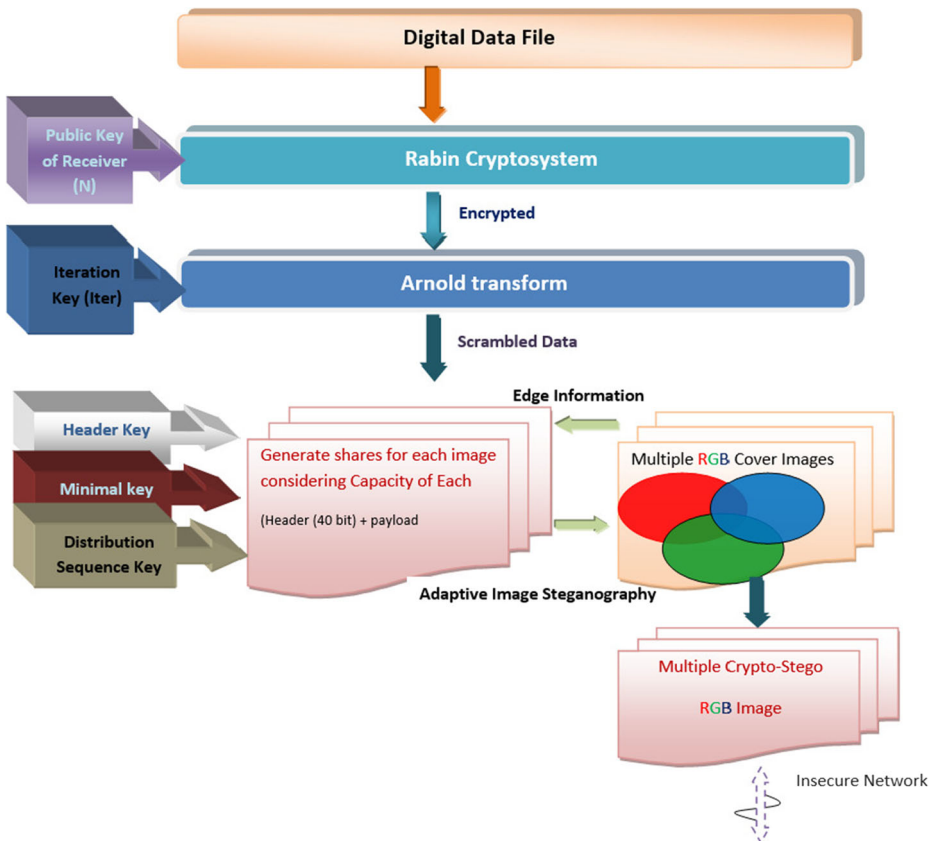 Digital Data File
Public Key
of Receiver
(N)
Rabin Cryptosystem
Encrypted
Iteration
Key (Iter)
Arnold transform
Scrambled Data
Edge Information
Header Key
Minimal key
Distribution
Sequence Key
Generate shares for each image
considering Capacity of Each
(Header (40 bit) + payload
Multiple RGB Cover Images
Adaptive Image Steganography
Multiple Crypto-Stego
RGB Image
Insecure Network